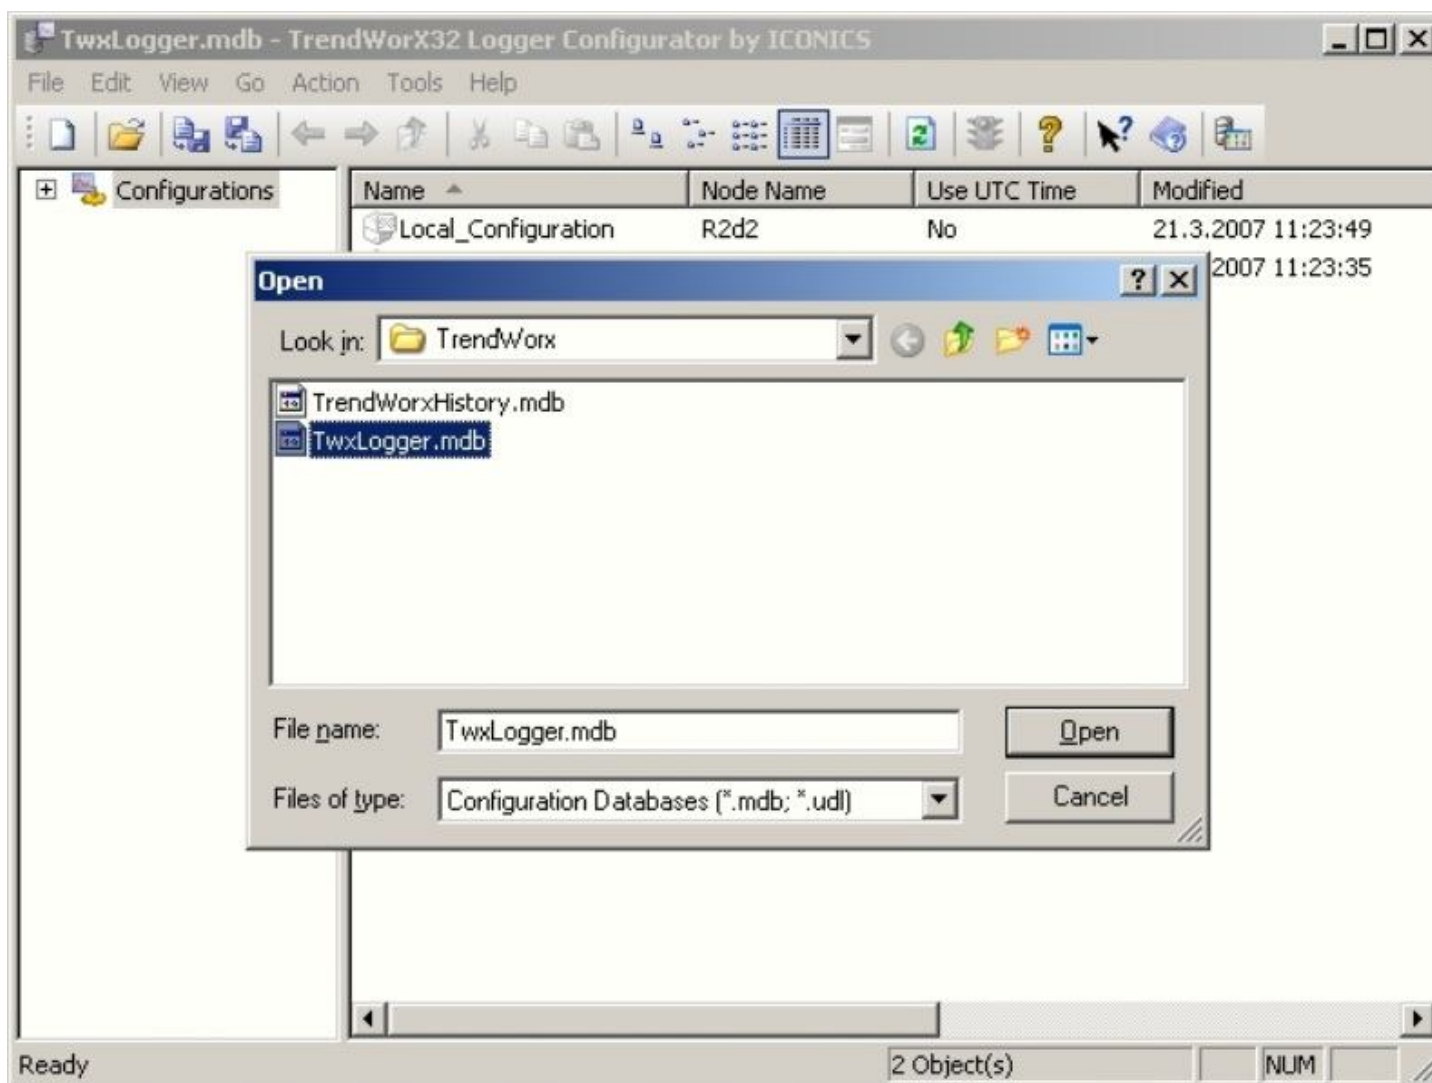 TwxLogger.mdb - TrendWorX32 Logger Configurator by ICONICS
File Edit View Go Action Tools Help
Configurations
Name Node Name Use UTC Time Modified
Local_Configuration R2d2 No 21.3.2007 11:23:49
2007 11:23:35
Open
Look in: TrendWorx
TrendWorxHistory.mdb
TwxLogger.mdb
File name: TwxLogger.mdb Open
Files of type: Configuration Databases (*.mdb; *.udl) Cancel
Ready 2 Object(s) NUM